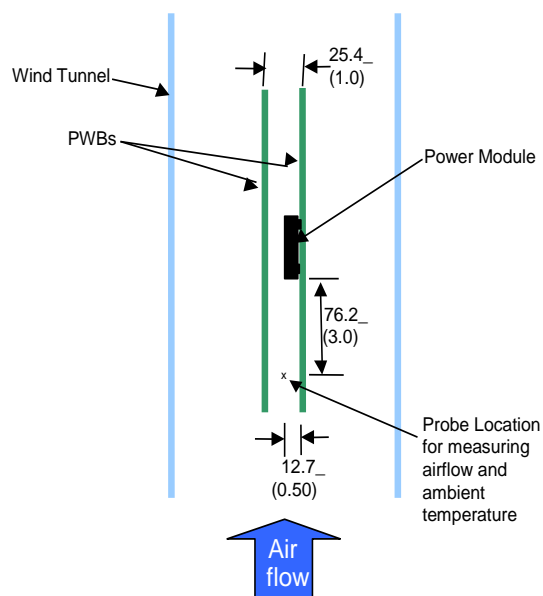 25.4_
(1.0)
Wind Tunnel
PWBs
Power Module
76.2_
(3.0)
x
Probe Location
for measuring
airflow and
ambient
temperature
12.7_
(0.50)
Air
flow